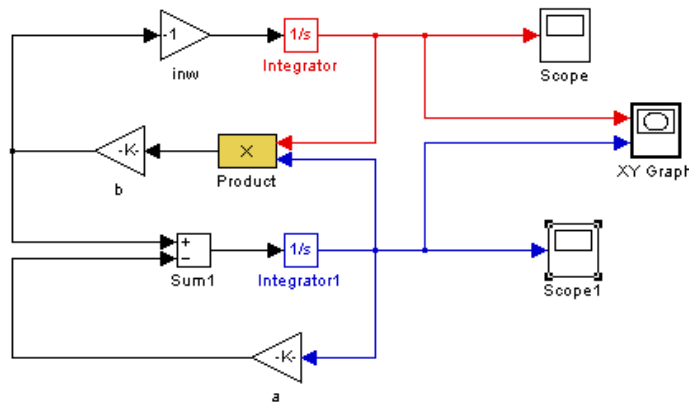 -1
inw
1/s
Integrator
Scope
-K-
b
X
Product
XY Graph
+
−
Sum1
1/s
Integrator1
Scope1
-K-
a